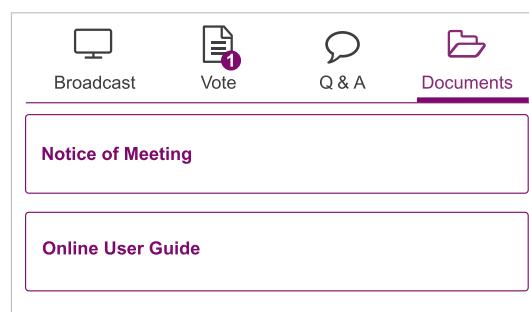 1
Broadcast Vote Q & A Documents
Notice of Meeting
Online User Guide